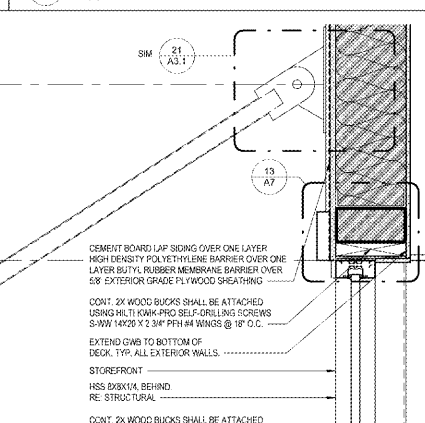 SIM
21
A3.1
13
A7
CEMENT BOARD LAP SIDING OVER ONE LAYER
HIGH DENSITY POLYETHYLENE BARRIER OVER ONE
LAYER BUTYL RUBBER MEMBRANE BARRIER OVER
5/8" EXTERIOR GRADE PLYWOOD SHEATHING
CONT. 2X WOOD BUCKS SHALL BE ATTACHED
USING HILTI KWIK-PRO SELF-DRILLING SCREWS
S-WW 14X20 X 2 3/4" PFH #4 WINGS @ 18" O.C.
EXTEND GWB TO BOTTOM OF
DECK, TYP. ALL EXTERIOR WALLS.
STOREFRONT
HSS 8X8X1/4, BEHIND.
RE: STRUCTURAL
CONT. 2X WOOD BUCKS SHALL BE ATTACHED